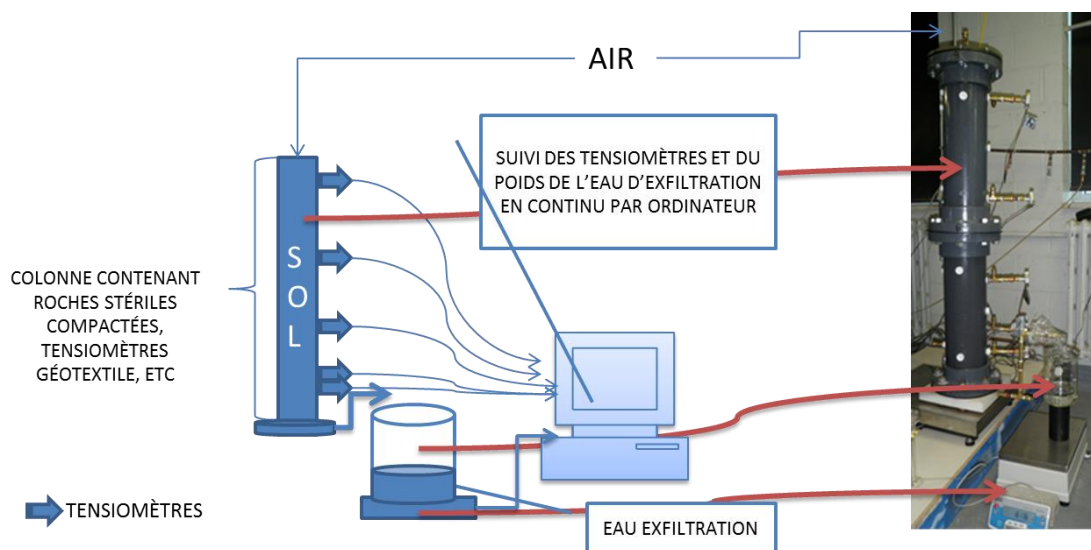 AIR
SUIVI DES TENSIOMÈTRES ET DU
POIDS DE L’EAU D’EXFILTRATION
EN CONTINU PAR ORDINATEUR
S
O
L
COLONNE CONTENANT
ROCHES STÉRILES
COMPACTÉES,
TENSIOMÈTRES
GÉOTEXTILE, ETC
TENSIOMÈTRES
EAU EXFILTRATION